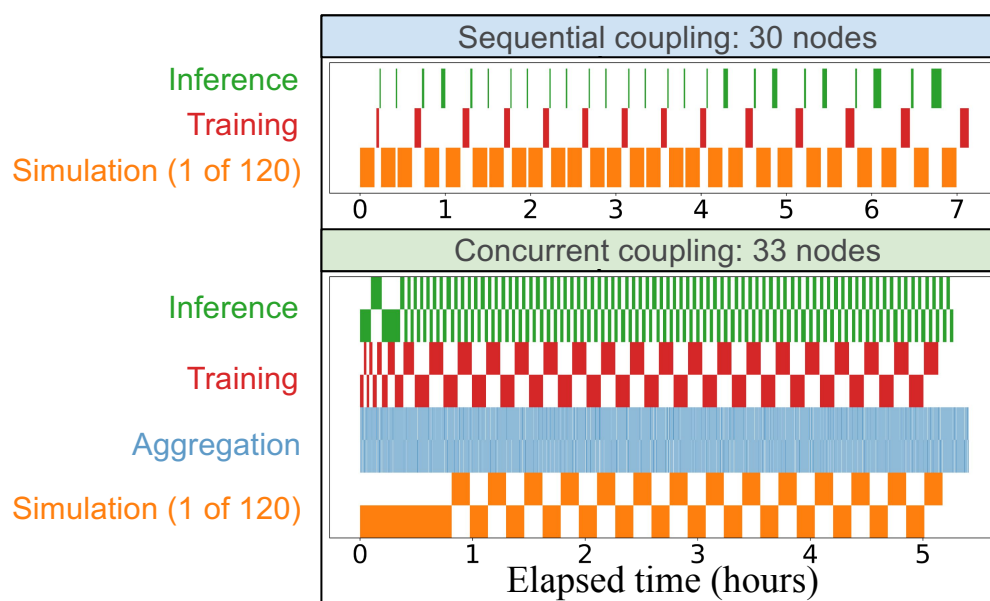 Sequential coupling: 30 nodes
Inference
Training
Simulation (1 of 120)
0 1 2 3 4 5 6 7
Concurrent coupling: 33 nodes
Inference
Training
Aggregation
Simulation (1 of 120)
0 1 2 3 4 5
Elapsed time (hours)